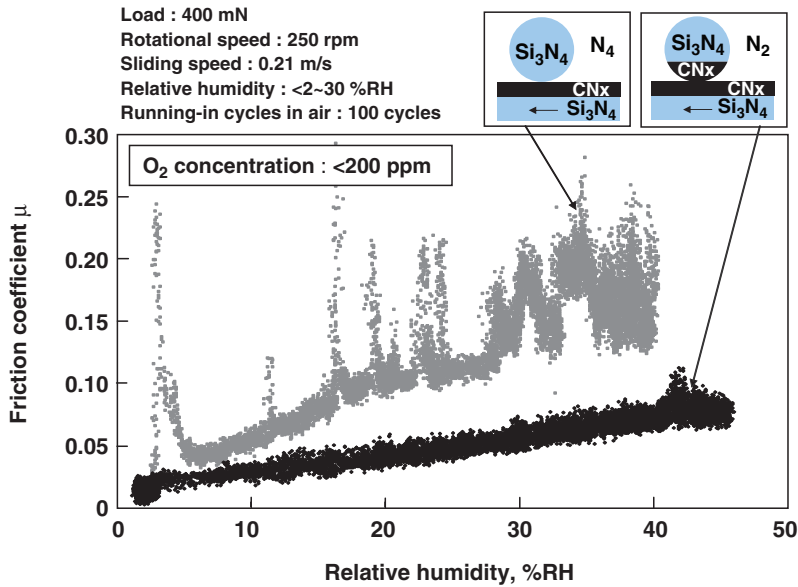 Load : 400 mN
Rotational speed : 250 rpm
Sliding speed : 0.21 m/s
Relative humidity : <2~30 %RH
Running-in cycles in air : 100 cycles
Si₃N₄
N₄
CNx
Si₃N₄
Si₃N₄
N₂
CNx
CNx
Si₃N₄
O₂ concentration : <200 ppm
Friction coefficient μ
0.30
0.25
0.20
0.15
0.10
0.05
0
0 10 20 30 40 50
Relative humidity, %RH